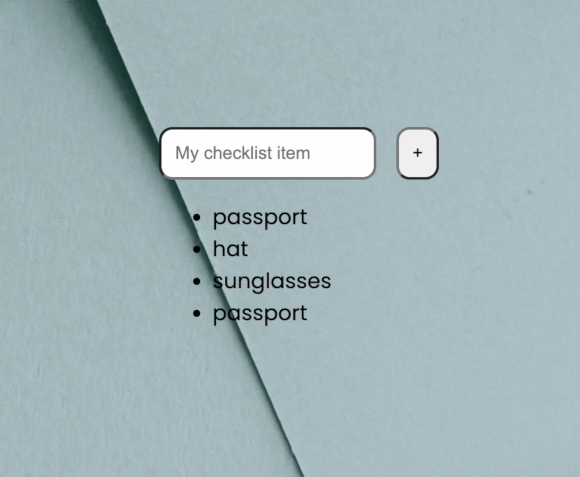 My checklist item
+
passport
hat
sunglasses
passport